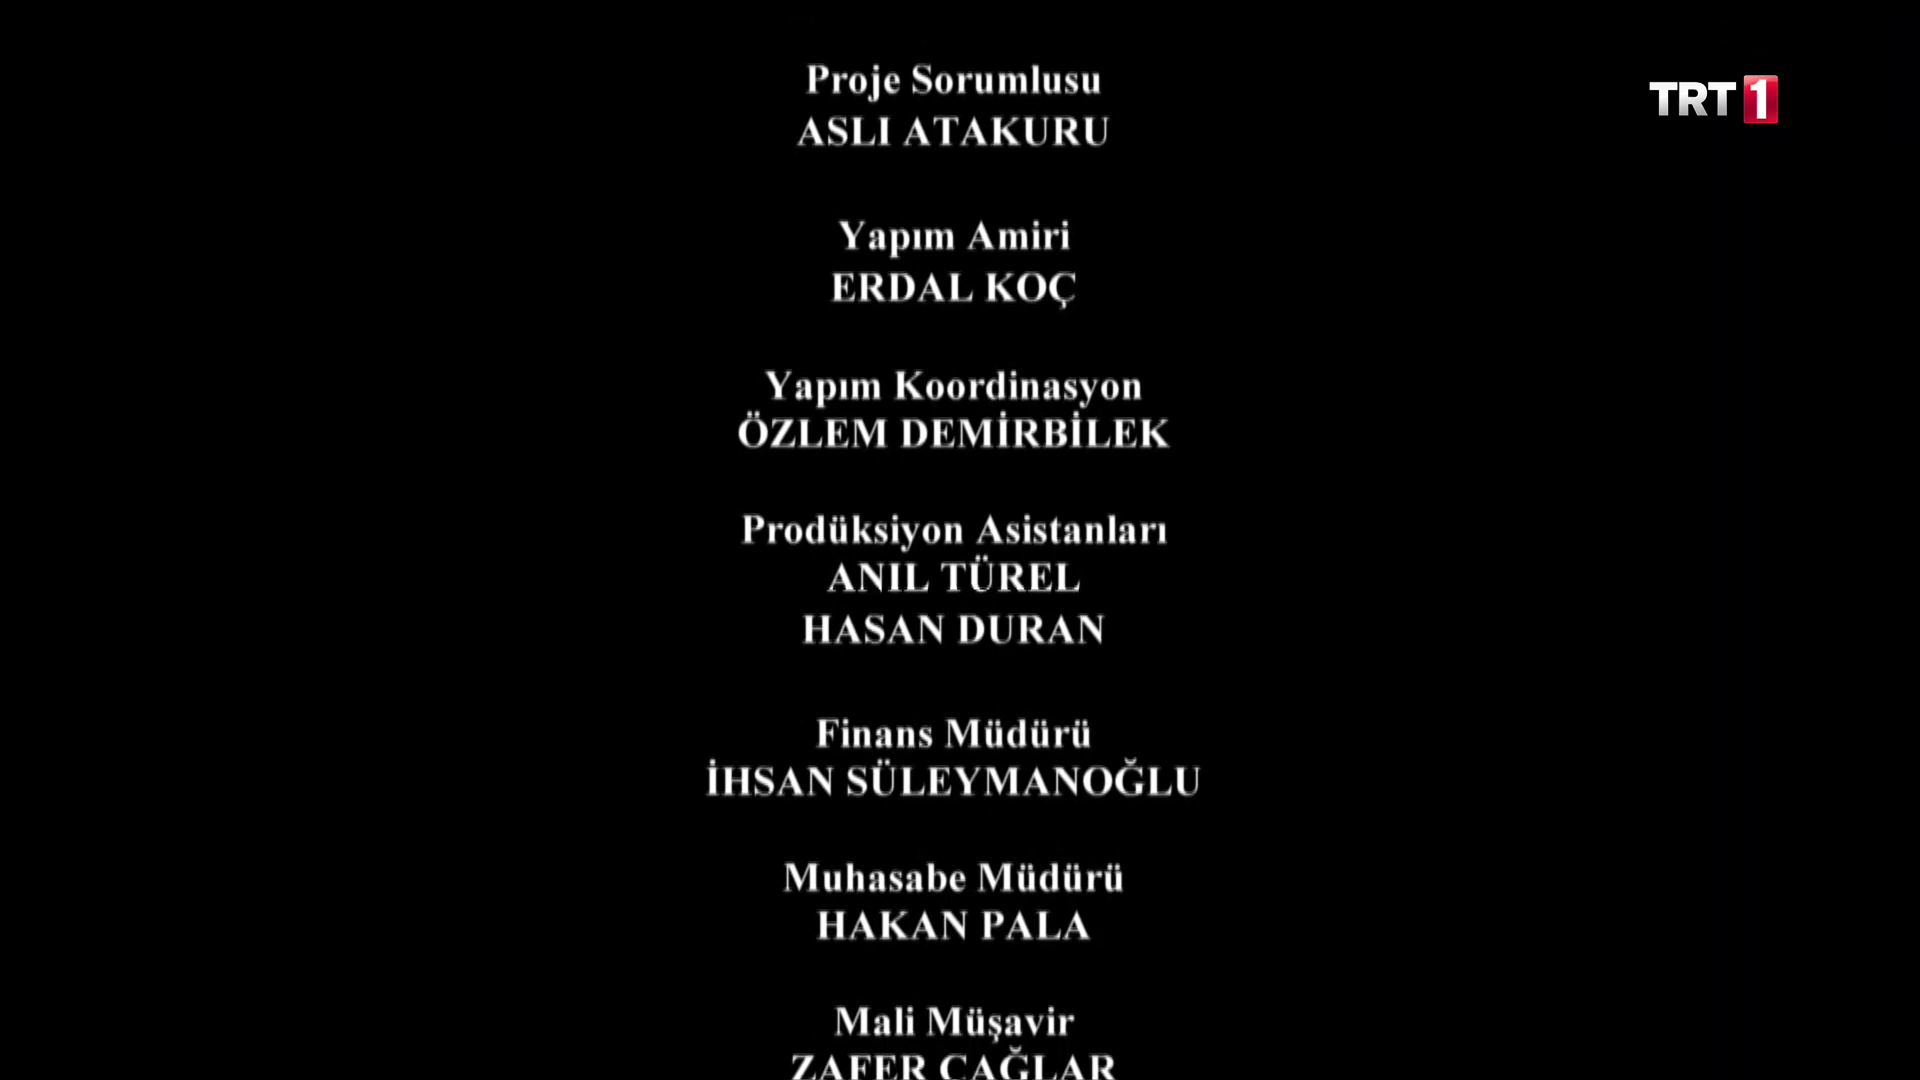 Proje Sorumlusu
TRT 1
ASLI ATAKURU
Yapım Amiri
ERDAL KOÇ
Yapım Koordinasyon
ÖZLEM DEMİRBİLEK
Prodüksiyon Asistanları
ANIL TÜREL
HASAN DURAN
Finans Müdürü
İHSAN SÜLEYMANOĞLU
Muhasabe Müdürü
HAKAN PALA
Mali Müşavir
ZAFER ÇAĞLAR